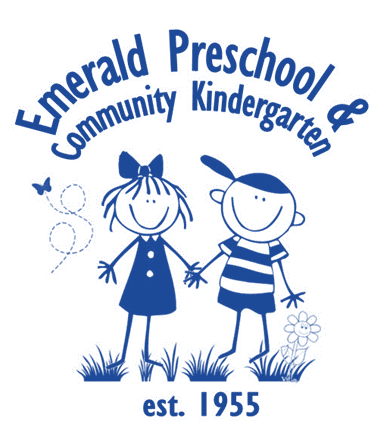 Emerald Preschool &
Community Kindergarten
est. 1955